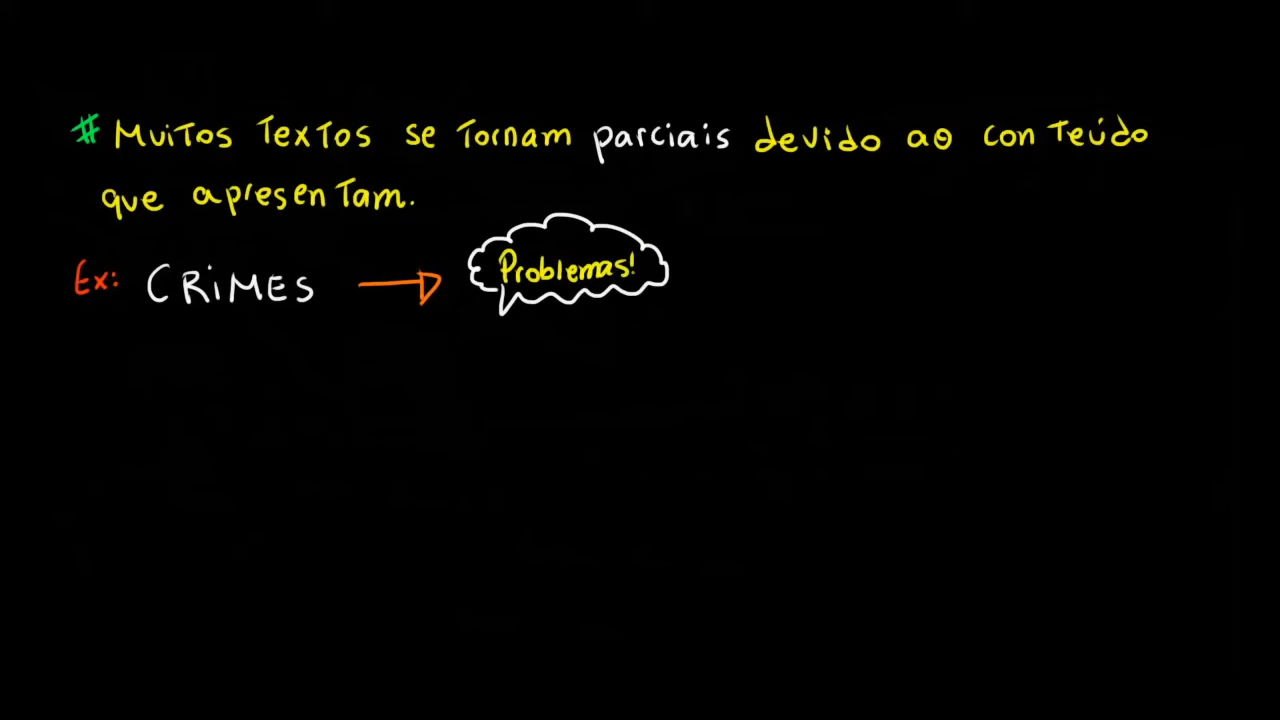 # Muitos textos se tornam parciais devido ao conteúdo
que apresentam.
Ex: CRiMES → Problemas!